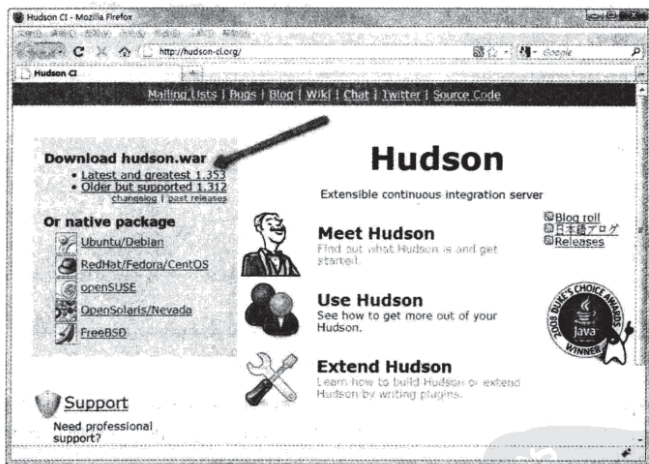 Hudson CI - Mozilla Firefox
http://hudson-ci.org/
Google
Hudson CI
Mailing Lists | Bugs | Blog | Wiki | Chat | Twitter | Source Code
Download hudson.war
Latest and greatest 1.353
Older but supported 1.312
changelog | past releases
Or native package
Ubuntu/Debian
RedHat/Fedora/CentOS
openSUSE
OpenSolaris/Nevada
FreeBSD
Support
Need professional
support?
Hudson
Extensible continuous integration server
Meet Hudson
Find out what Hudson is and get
started.
Use Hudson
See how to get more out of your
Hudson.
Extend Hudson
Learn how to build Hudson or extend
Hudson by writing plugins.
Blog roll
日本語ブログ
Releases
2008 DUKE'S CHOICE AWARDS
Java
WINNER